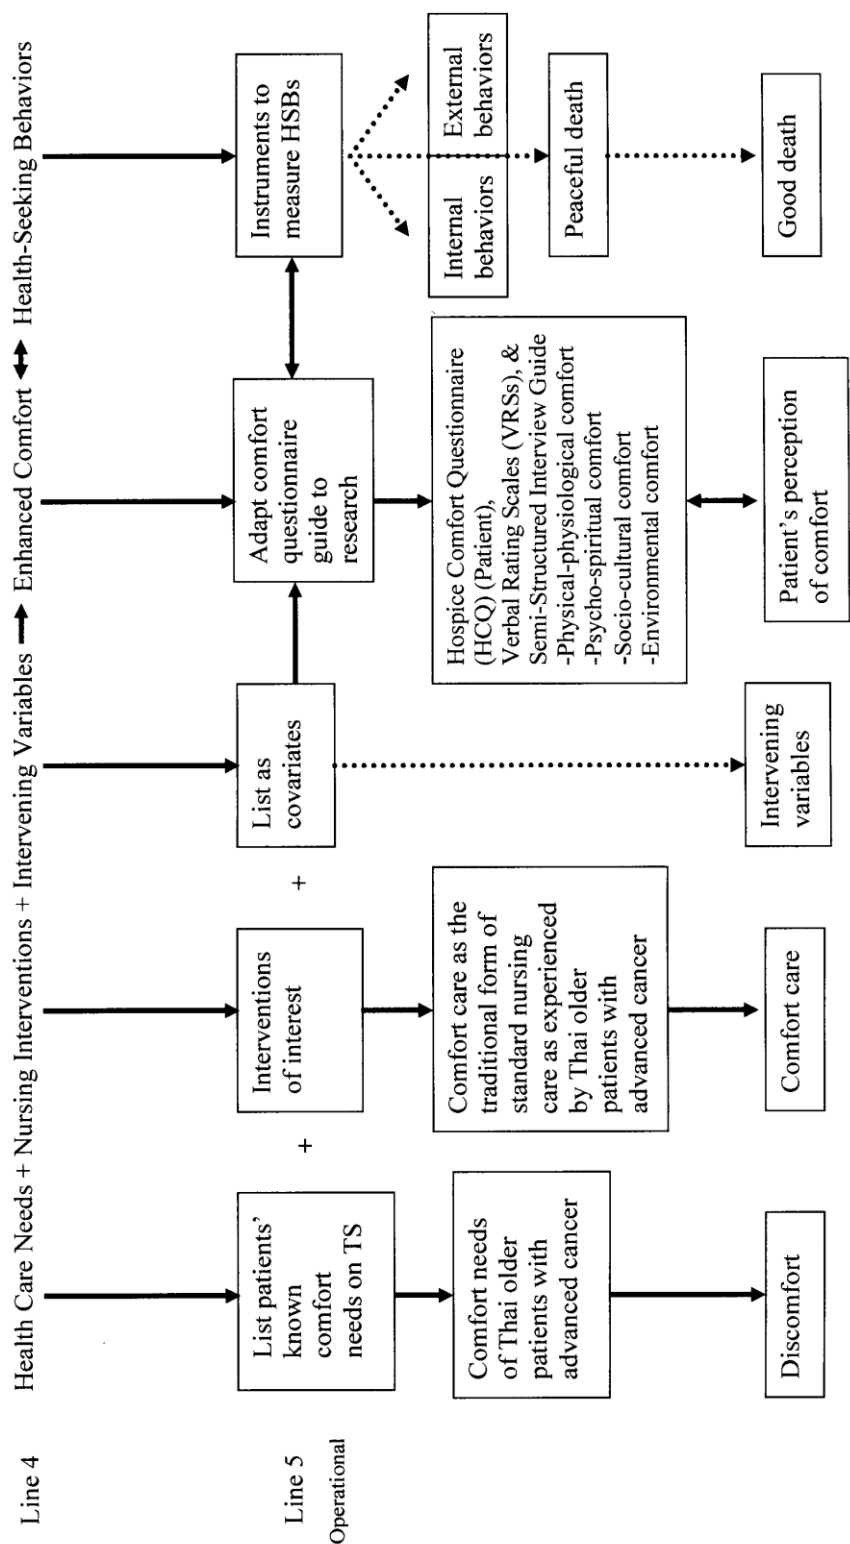 Line 4
Health Care Needs + Nursing Interventions + Intervening Variables
Enhanced Comfort
Health-Seeking Behaviors
Line 5
Operational
List patients'
known
comfort
needs on TS
+
Interventions
of interest
+
List as
covariates
Adapt comfort
questionnaire
guide to
research
Instruments to
measure HSBs
Comfort needs
of Thai older
patients with
advanced cancer
Comfort care as the
traditional form of
standard nursing
care as experienced
by Thai older
patients with
advanced cancer
Hospice Comfort Questionnaire
(HCQ) (Patient),
Verbal Rating Scales (VRSs), &
Semi-Structured Interview Guide
-Physical-physiological comfort
-Psycho-spiritual comfort
-Socio-cultural comfort
-Environmental comfort
Internal
behaviors
External
behaviors
Peaceful death
Discomfort
Comfort care
Intervening
variables
Patient's perception
of comfort
Good death